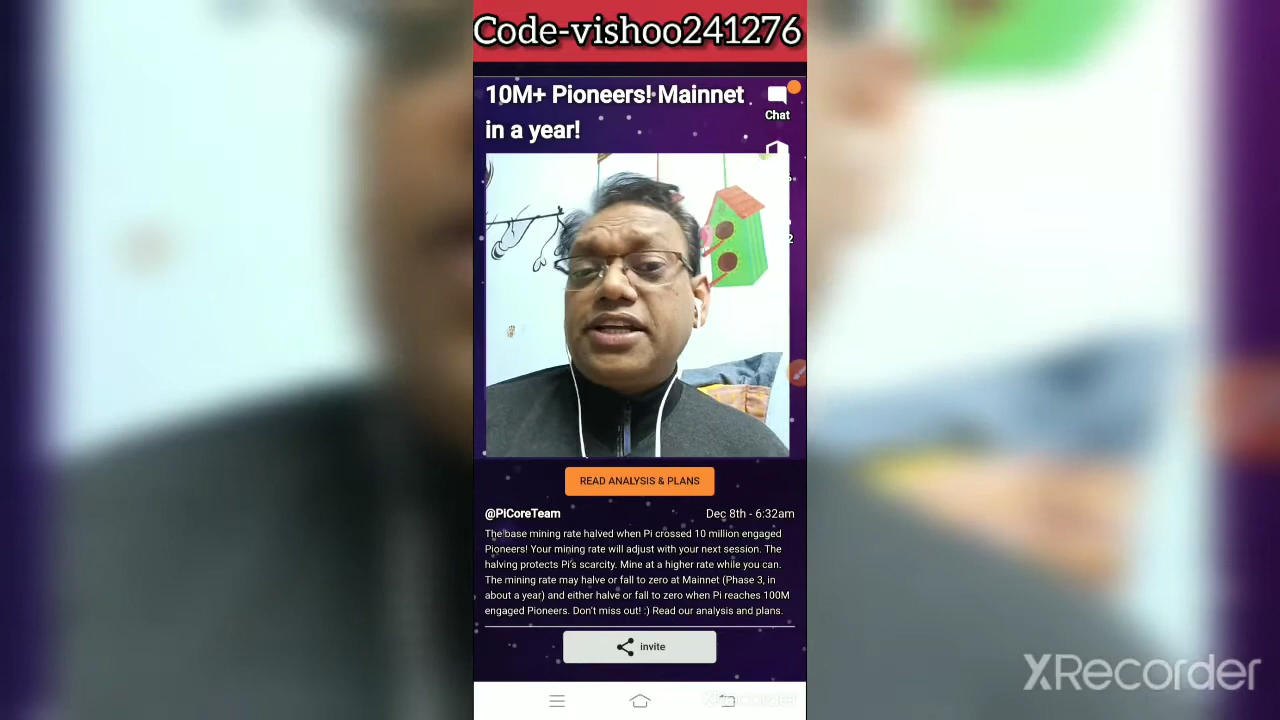 Code-vishoo241276
10M+ Pioneers! Mainnet
in a year!
Chat
2
READ ANALYSIS & PLANS
@PiCoreTeam
Dec 8th - 6:32am
The base mining rate halved when Pi crossed 10 million engaged
Pioneers! Your mining rate will adjust with your next session. The
halving protects Pi's scarcity. Mine at a higher rate while you can.
The mining rate may halve or fall to zero at Mainnet (Phase 3, in
about a year) and either halve or fall to zero when Pi reaches 100M
engaged Pioneers. Don't miss out! :) Read our analysis and plans.
invite
XRecorder